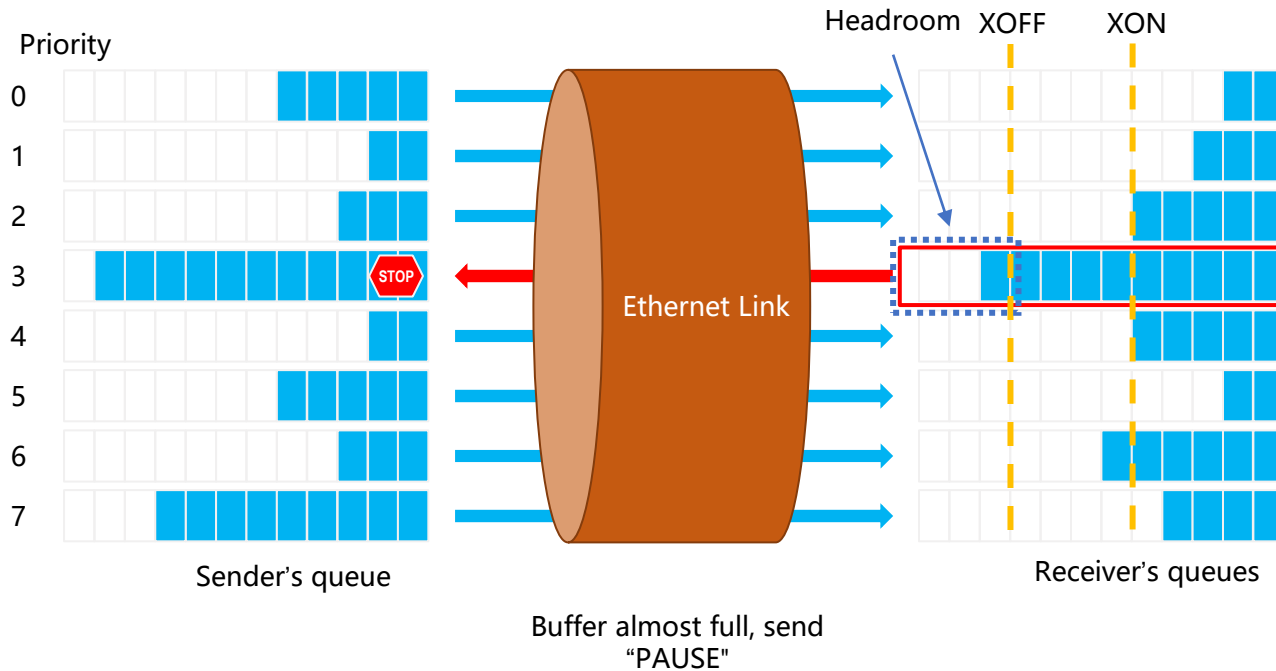 Headroom XOFF XON
Priority
0
1
2
3 STOP
Ethernet Link
4
5
6
7
Sender’s queue
Receiver’s queues
Buffer almost full, send
“PAUSE"